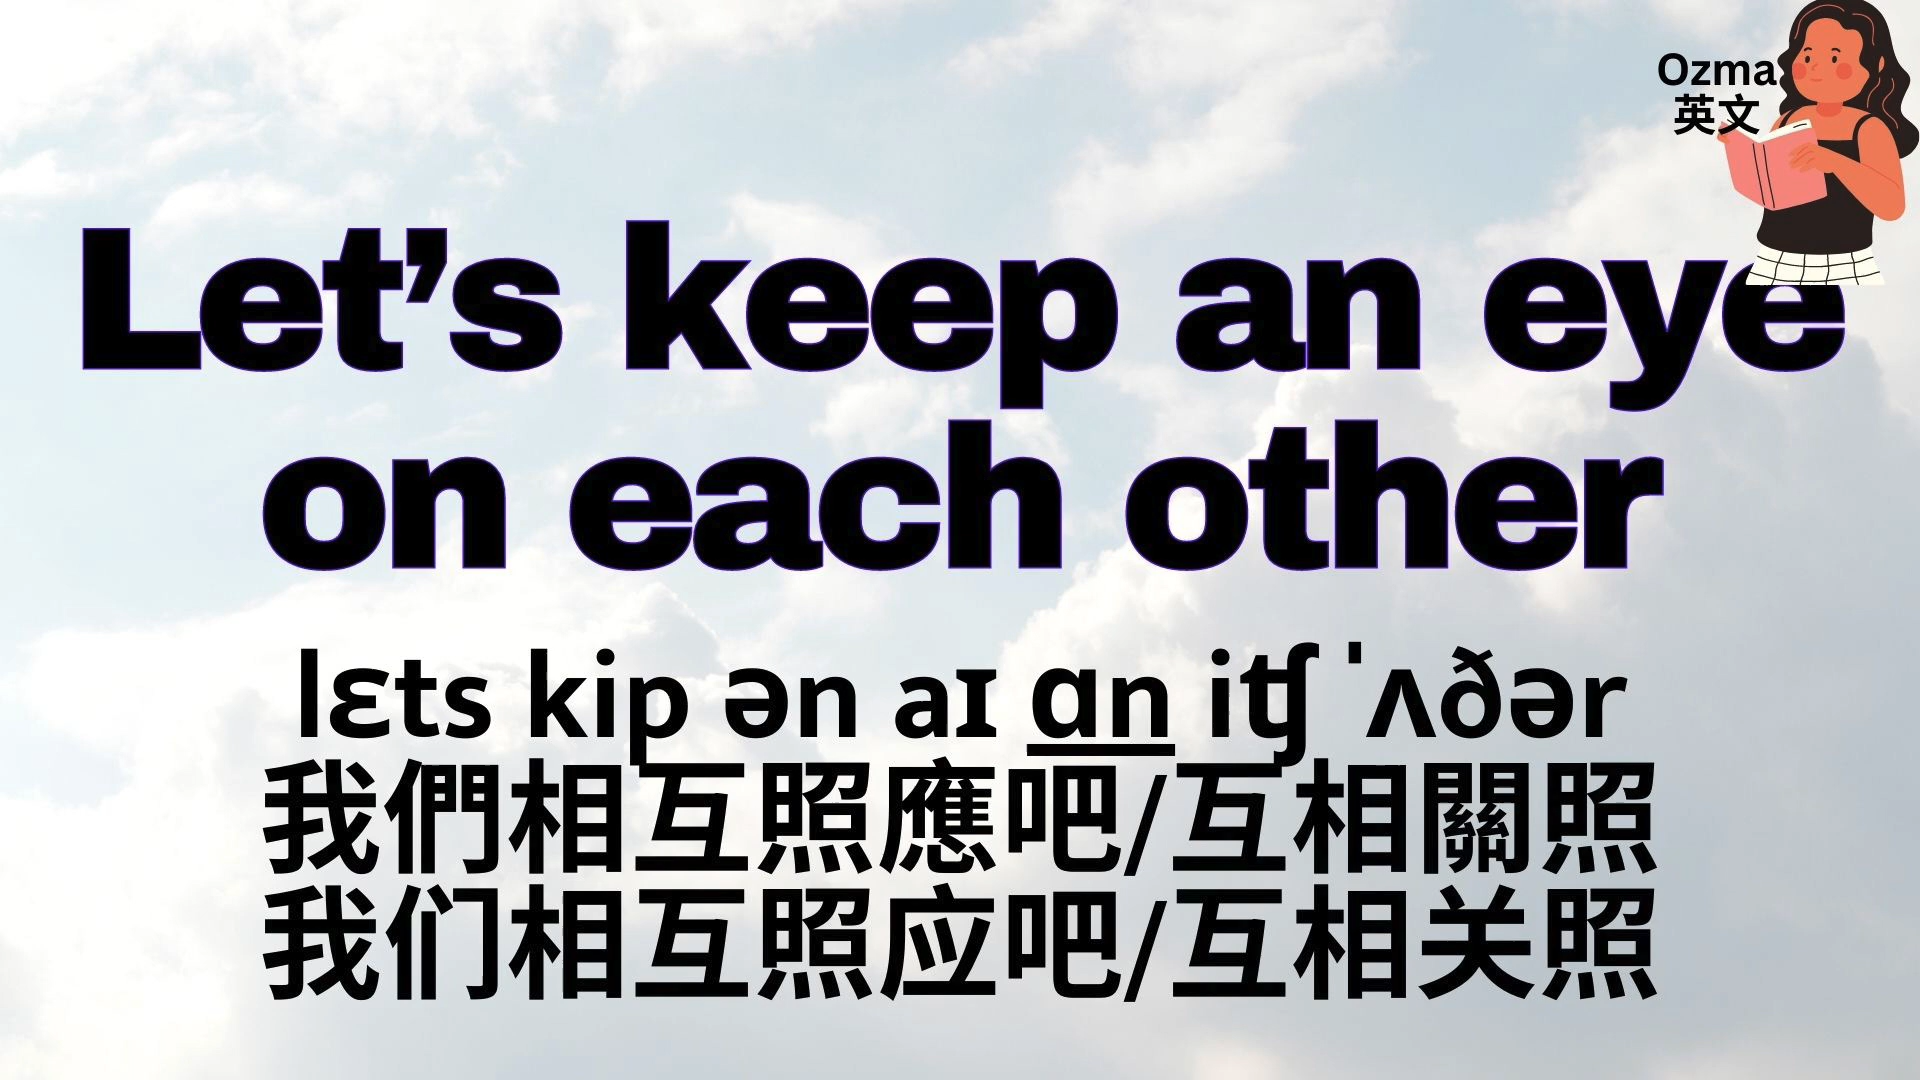 Ozma
英文
Let’s keep an eye
on each other
lɛts kip ən aɪ ɑn iʧ ˈʌðər
我們相互照應吧/互相關照
我们相互照应吧/互相关照